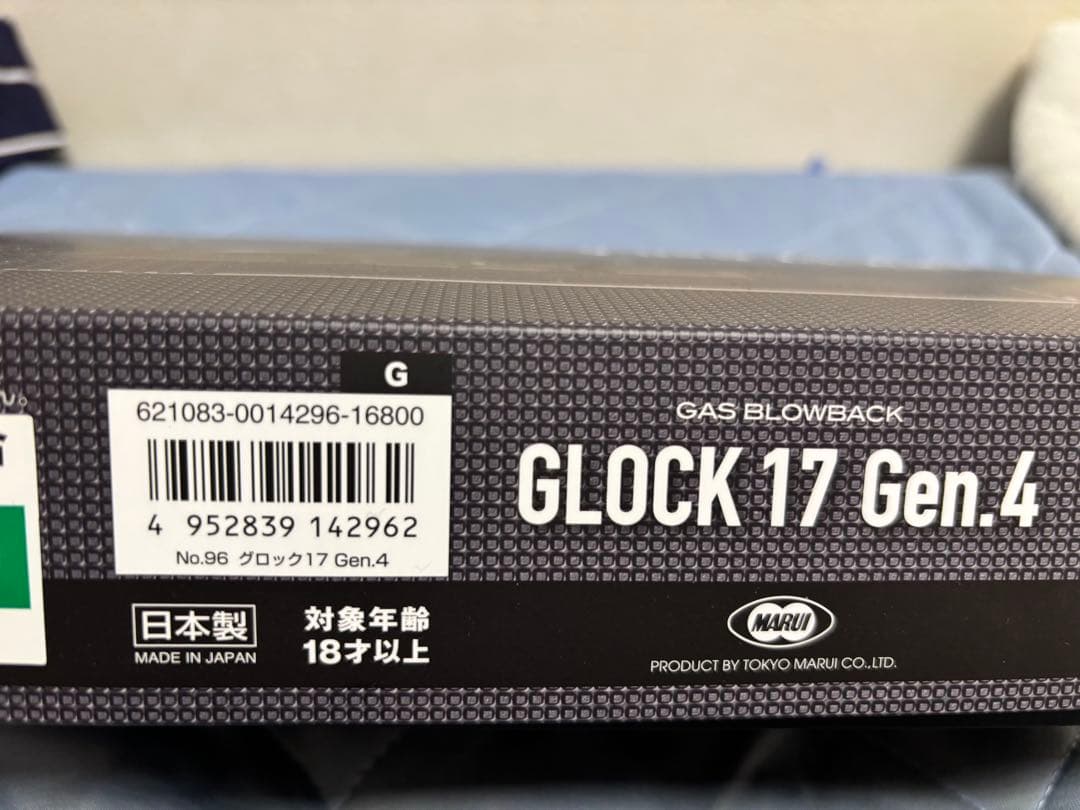 G
621083-0014296-16800
4 952839 142962
No.96 グロック17 Gen.4
GAS BLOWBACK
GLOCK 17 Gen.4
日本製
MADE IN JAPAN
対象年齢
18才以上
MARUI
PRODUCT BY TOKYO MARUI CO.,LTD.